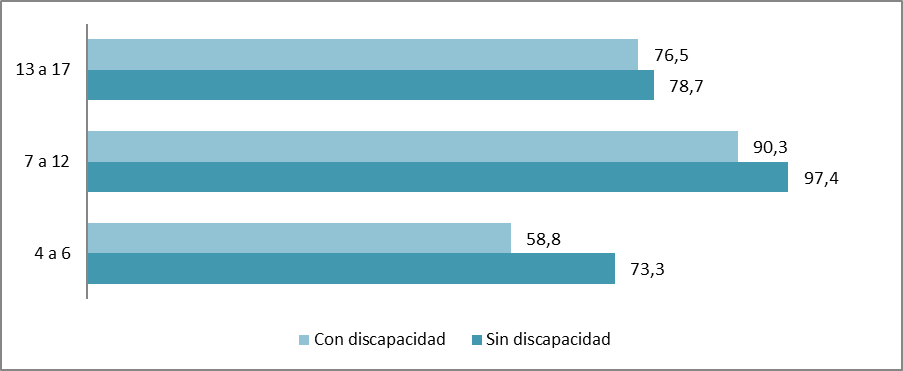 13 a 17
76,5
78,7
7 a 12
90,3
97,4
4 a 6
58,8
73,3
Con discapacidad
Sin discapacidad